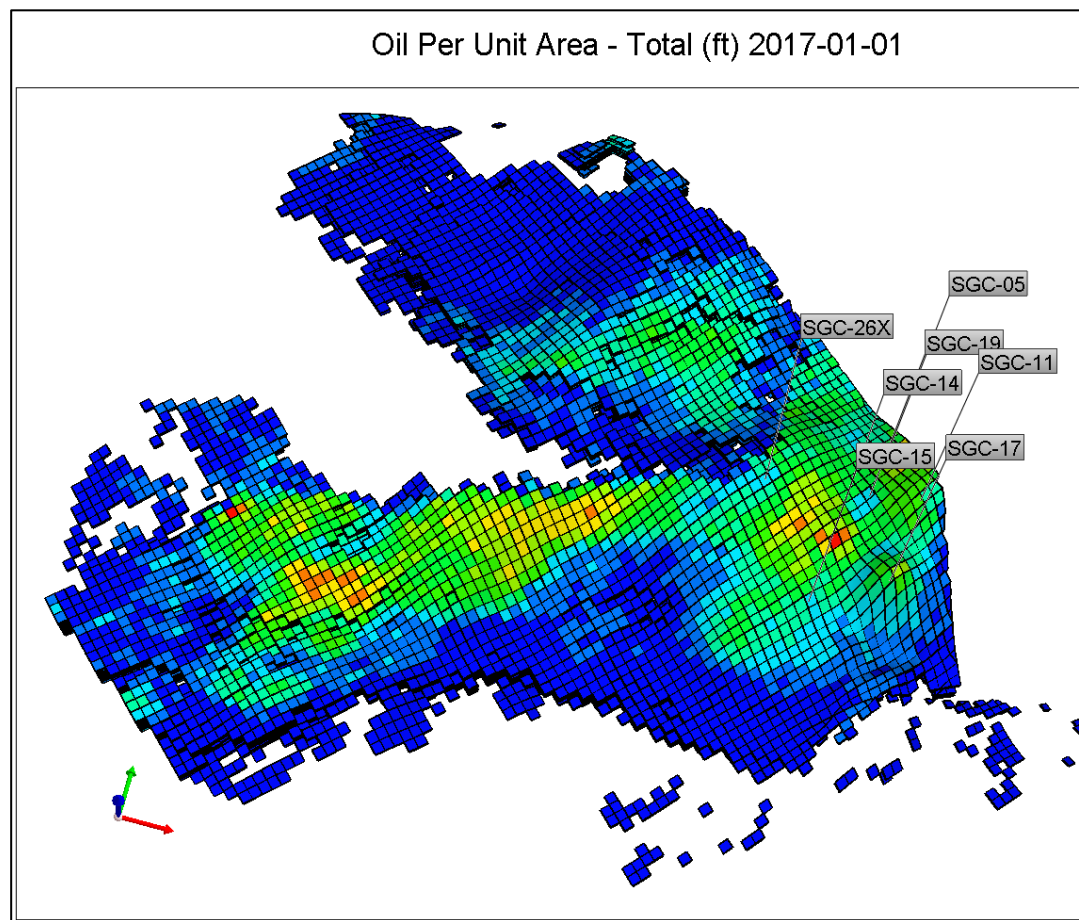 Oil Per Unit Area - Total (ft) 2017-01-01
SGC-05
SGC-26X
SGC-19
SGC-11
SGC-14
SGC-17
SGC-15